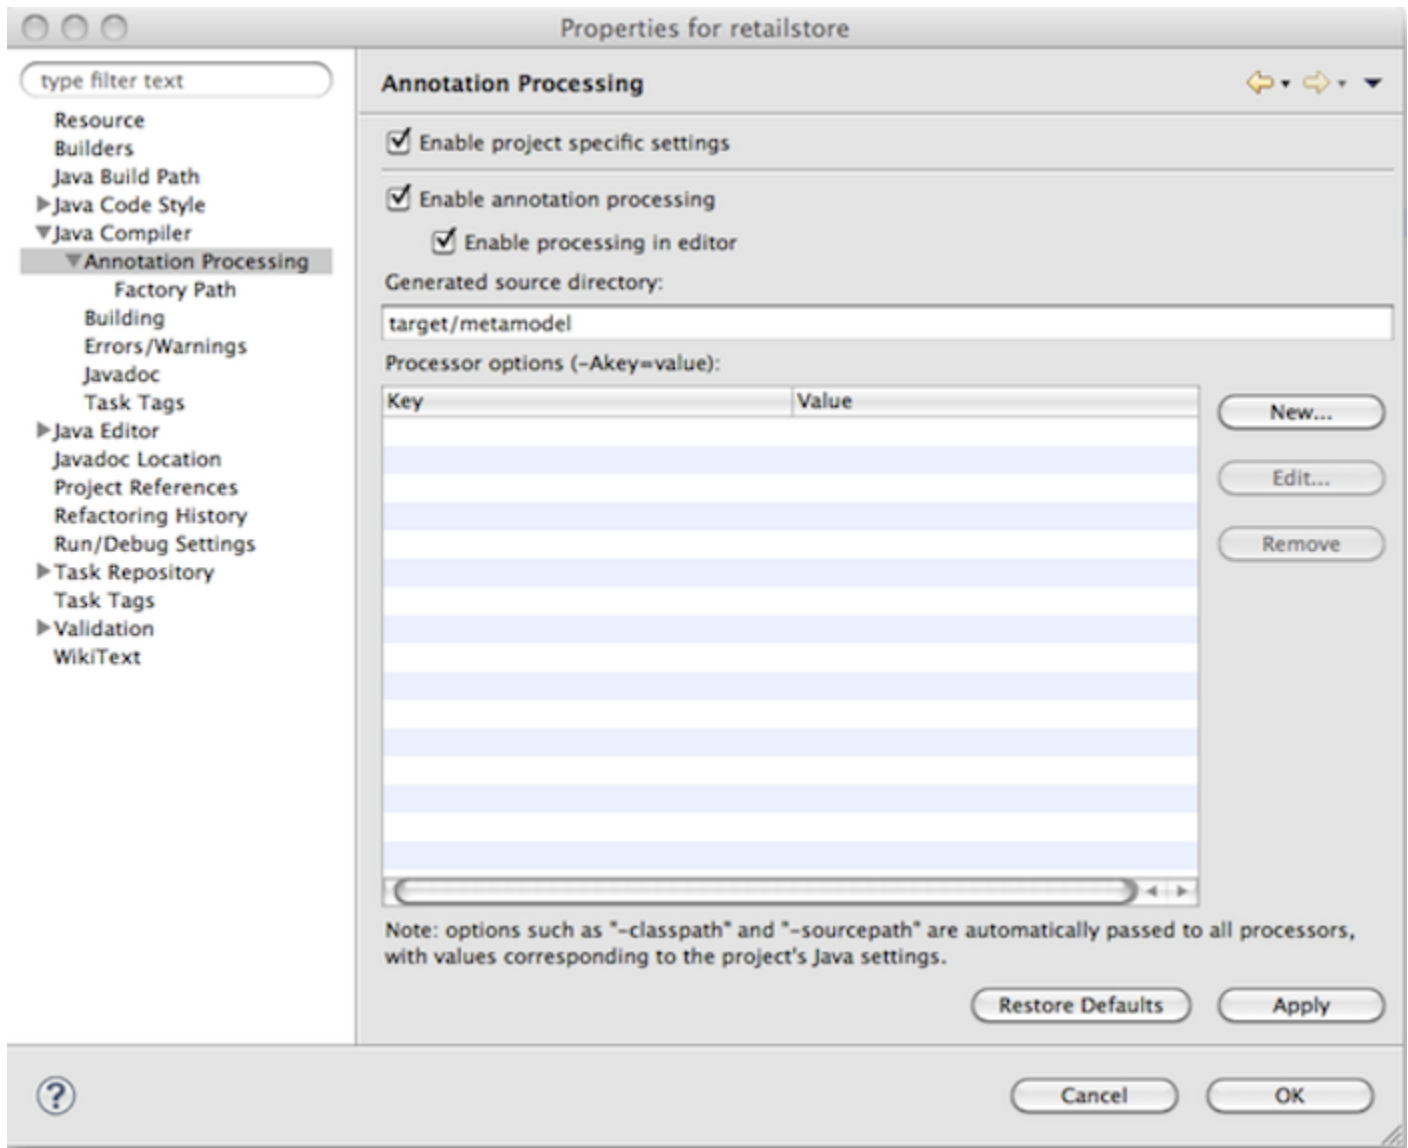 Properties for retailstore
type filter text
Resource
Builders
Java Build Path
Java Code Style
Java Compiler
Annotation Processing
Factory Path
Building
Errors/Warnings
Javadoc
Task Tags
Java Editor
Javadoc Location
Project References
Refactoring History
Run/Debug Settings
Task Repository
Task Tags
Validation
WikiText
Annotation Processing
Enable project specific settings
Enable annotation processing
Enable processing in editor
Generated source directory:
target/metamodel
Processor options (-Akey=value):
Key Value
New...
Edit...
Remove
Note: options such as "-classpath" and "-sourcepath" are automatically passed to all processors,
with values corresponding to the project's Java settings.
Restore Defaults Apply
? Cancel OK